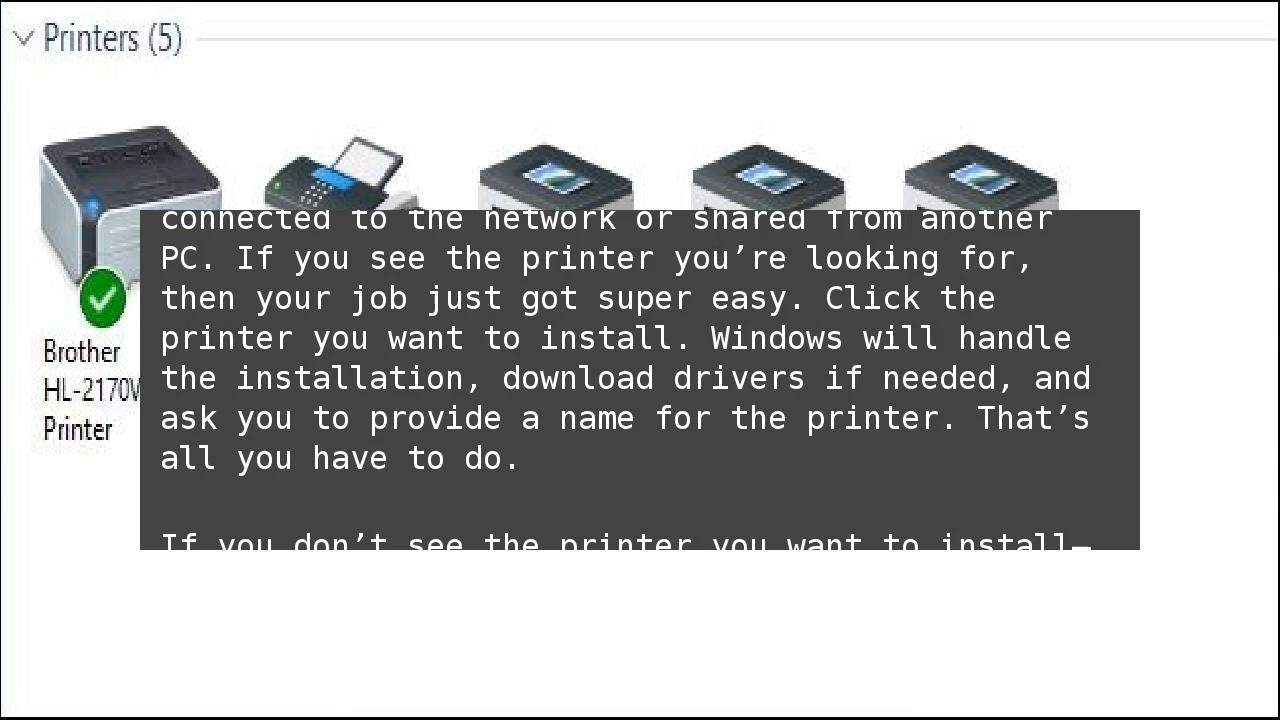 Printers (5)
connected to the network or shared from another
PC. If you see the printer you’re looking for,
then your job just got super easy. Click the
printer you want to install. Windows will handle
the installation, download drivers if needed, and
ask you to provide a name for the printer. That’s
all you have to do.
If you don’t see the printer you want to install—
Brother
HL-2170W
Printer